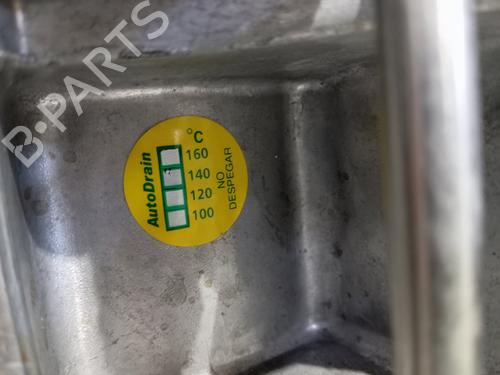 B-PARTS
AutoDrain
°C
160
140
120
100
NO
DESPEGAR